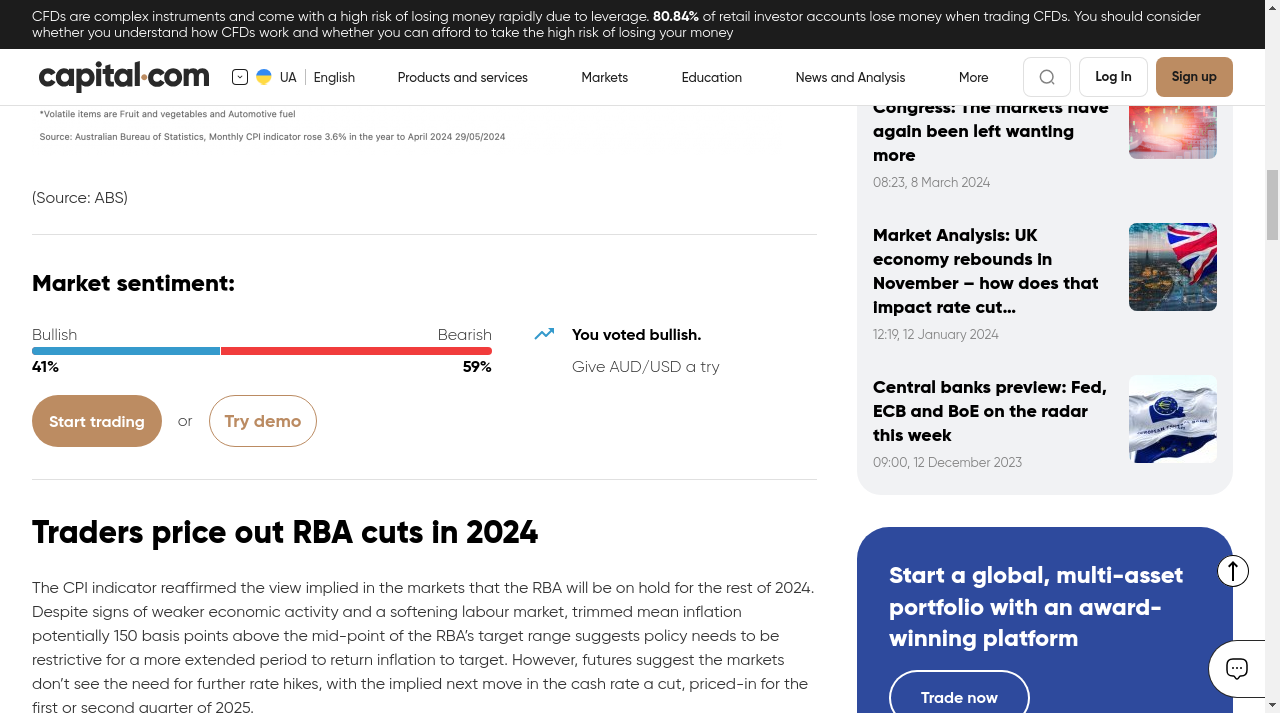 CFDs are complex instruments and come with a high risk of losing money rapidly due to leverage. 80.84% of retail investor accounts lose money when trading CFDs. You should consider
whether you understand how CFDs work and whether you can afford to take the high risk of losing your money
capital.com
UA
English
Products and services
Markets
Education
News and Analysis
More
Log In
Sign up
*Volatile items are Fruit and vegetables and Automotive fuel
Source: Australian Bureau of Statistics, Monthly CPI indicator rose 3.6% in the year to April 2024 29/05/2024
(Source: ABS)
Market sentiment:
Bullish
Bearish
41%
59%
You voted bullish.
Give AUD/USD a try
Start trading
or
Try demo
Traders price out RBA cuts in 2024
The CPI indicator reaffirmed the view implied in the markets that the RBA will be on hold for the rest of 2024.
Despite signs of weaker economic activity and a softening labour market, trimmed mean inflation
potentially 150 basis points above the mid-point of the RBA's target range suggests policy needs to be
restrictive for a more extended period to return inflation to target. However, futures suggest the markets
don't see the need for further rate hikes, with the implied next move in the cash rate a cut, priced-in for the
first or second quarter of 2025.
Congress: The markets have
again been left wanting
more
08:23, 8 March 2024
Market Analysis: UK
economy rebounds in
November – how does that
impact rate cut...
12:19, 12 January 2024
Central banks preview: Fed,
ECB and BoE on the radar
this week
09:00, 12 December 2023
Start a global, multi-asset
portfolio with an award-
winning platform
Trade now